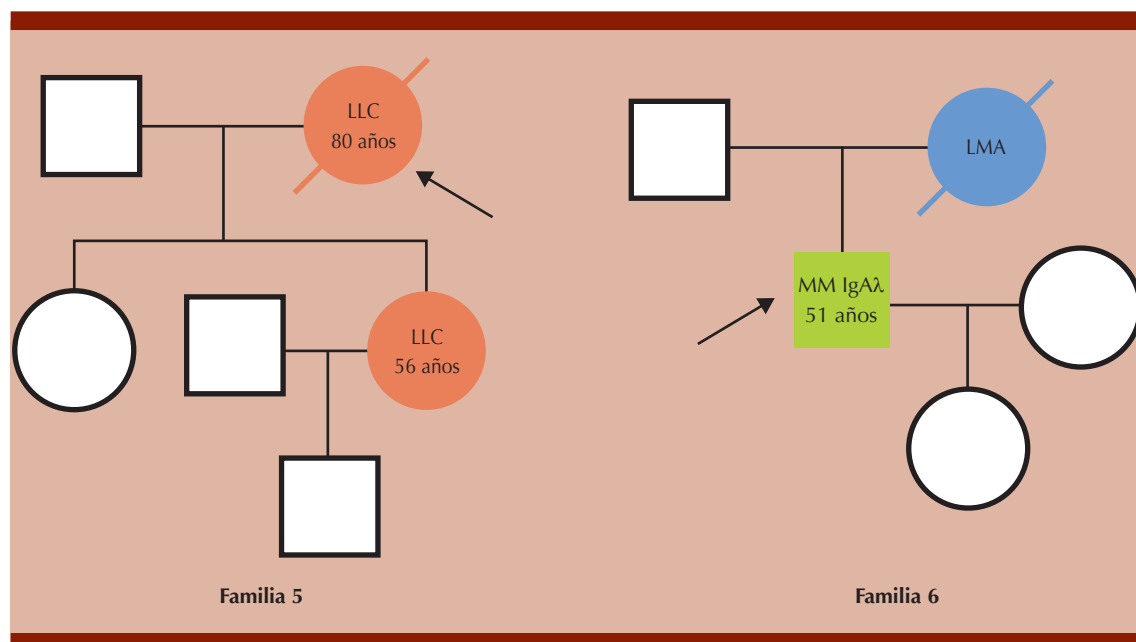 LLC
80 años
LMA
MM IgAλ
51 años
LLC
56 años
Familia 5
Familia 6